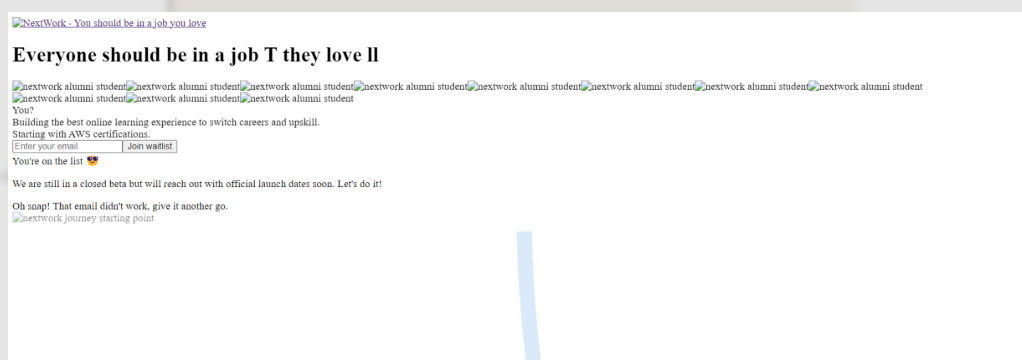 NextWork - You should be in a job you love
Everyone should be in a job T they love ll
nextwork alumni student nextwork alumni student nextwork alumni student nextwork alumni student nextwork alumni student nextwork alumni student nextwork alumni student nextwork alumni student
nextwork alumni student nextwork alumni student nextwork alumni student
You?
Building the best online learning experience to switch careers and upskill.
Starting with AWS certifications.
Enter your email Join waitlist
You're on the list 😎
We are still in a closed beta but will reach out with official launch dates soon. Let's do it!
Oh snap! That email didn't work, give it another go.
nextwork journey starting point